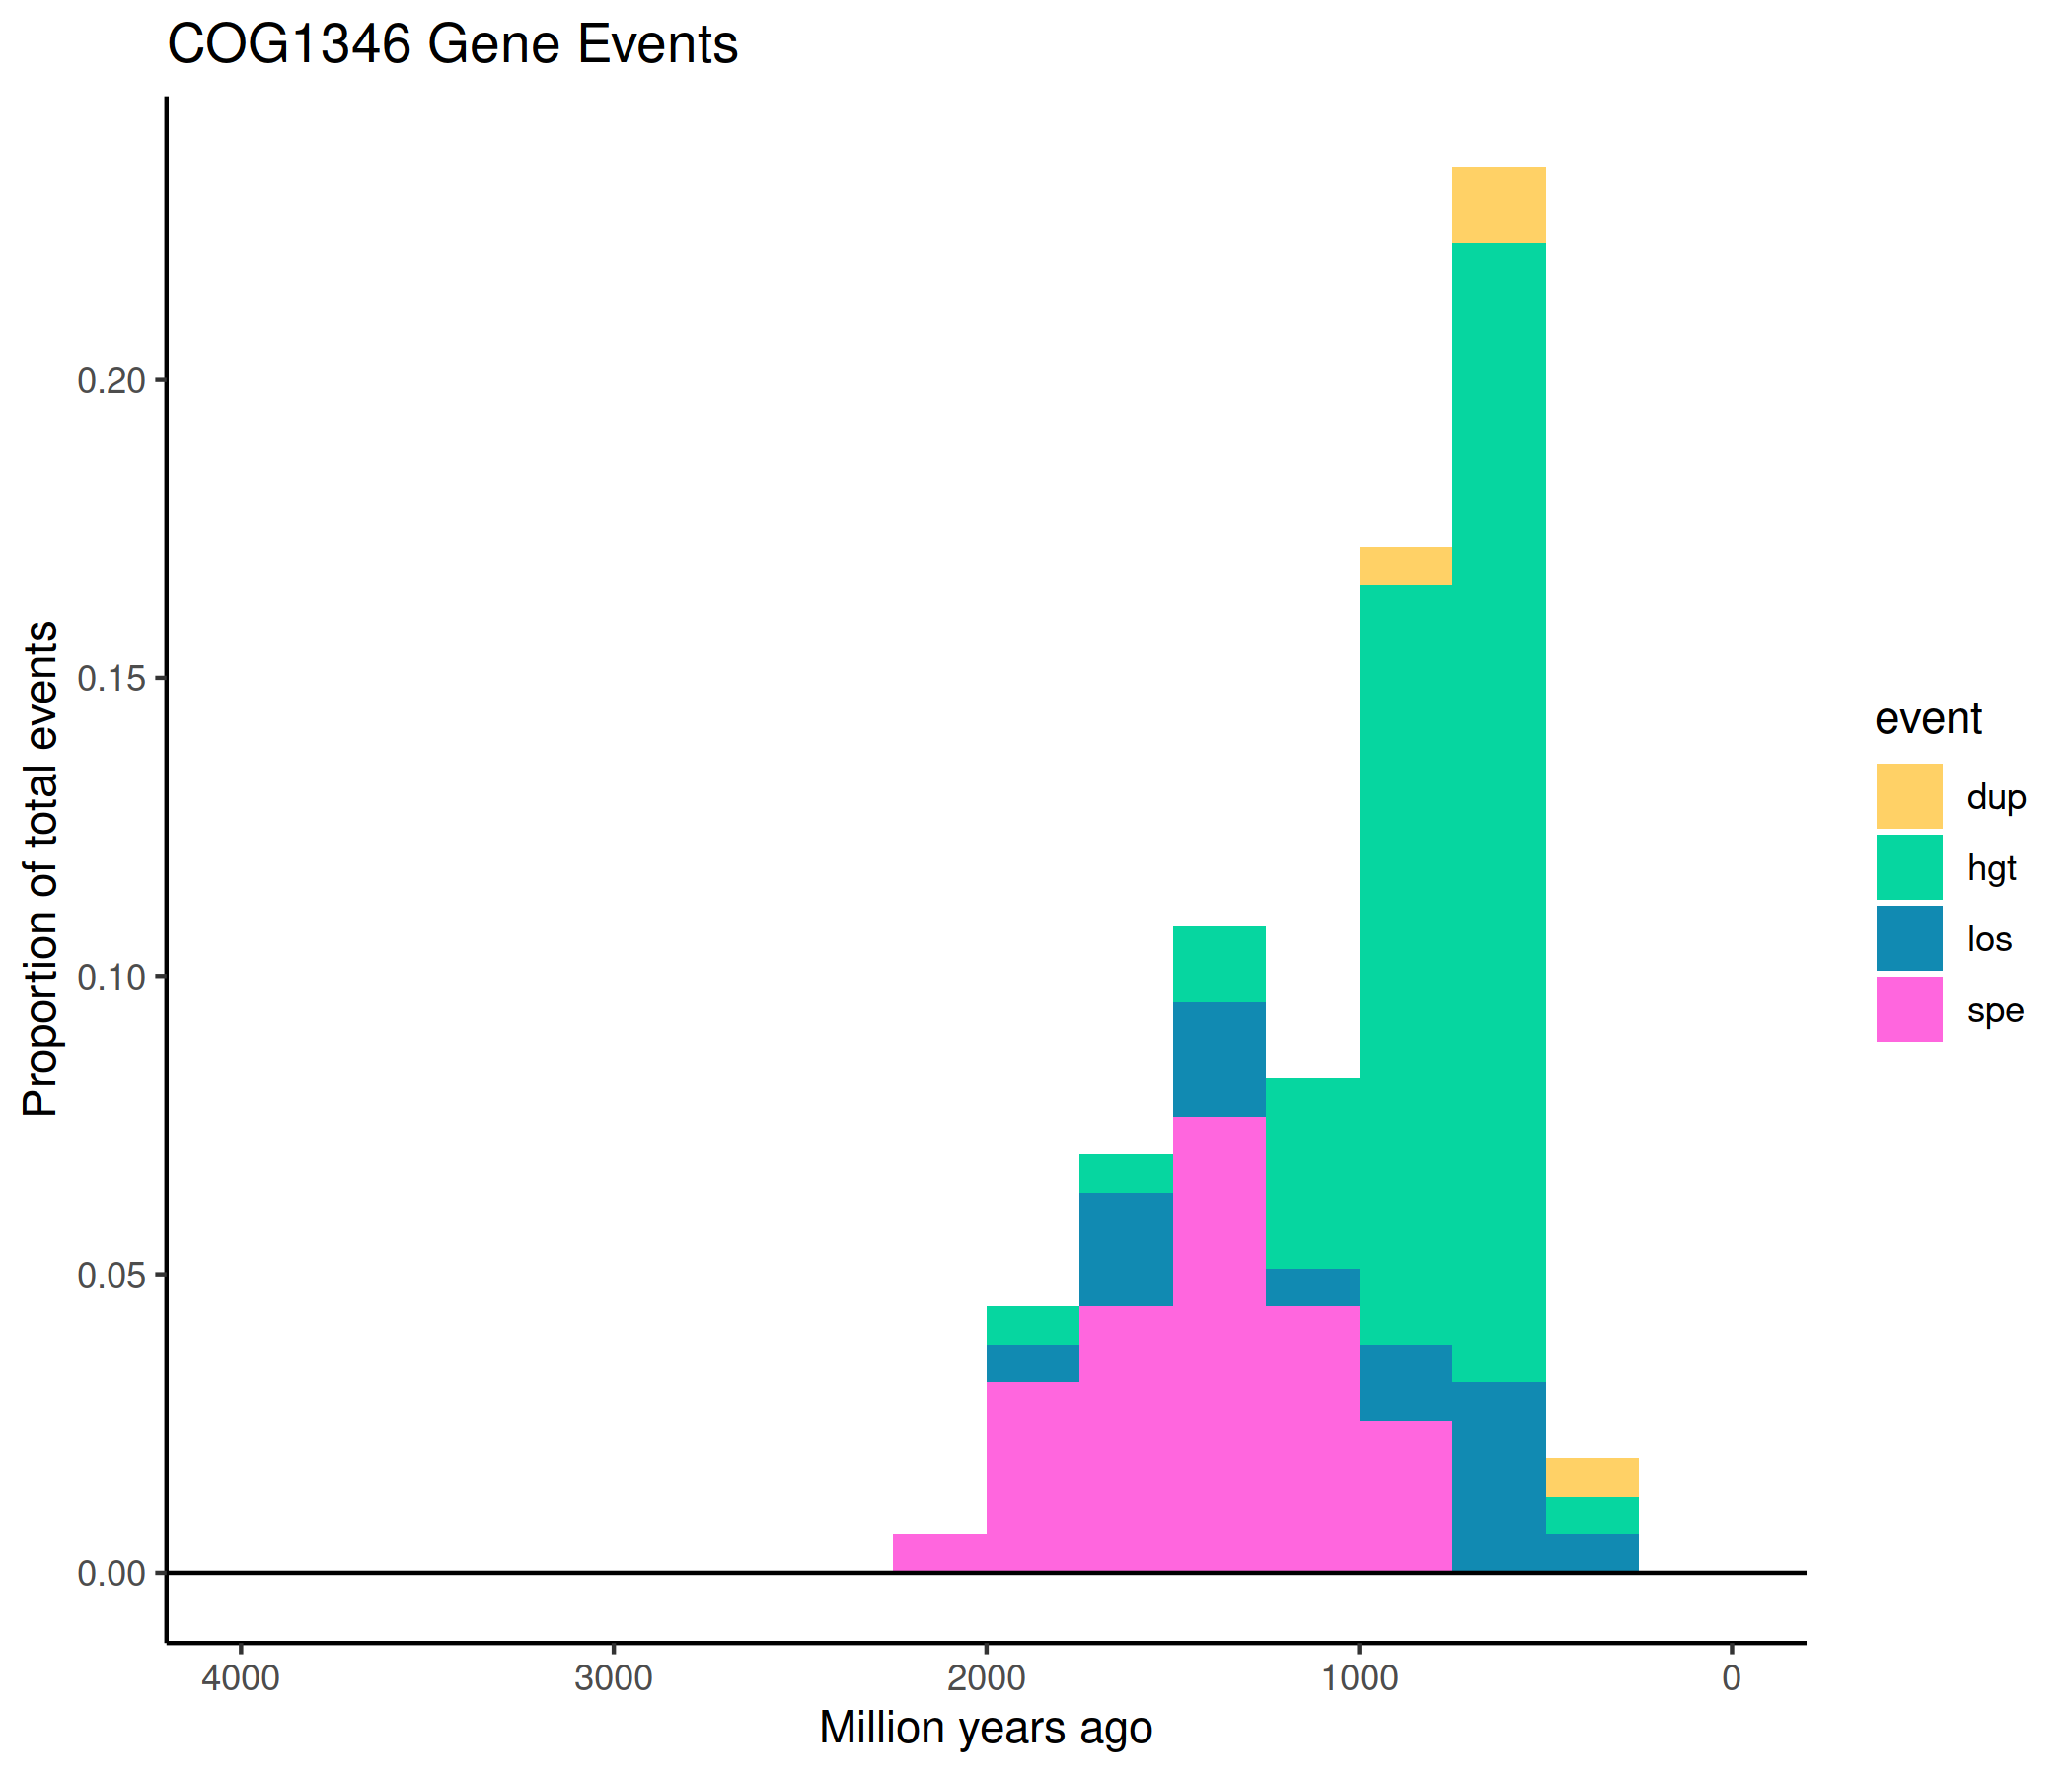 COG1346 Gene Events
Proportion of total events
0.20
0.15
0.10
0.05
0.00
4000 3000 2000 1000 0
Million years ago
event
dup
hgt
los
spe